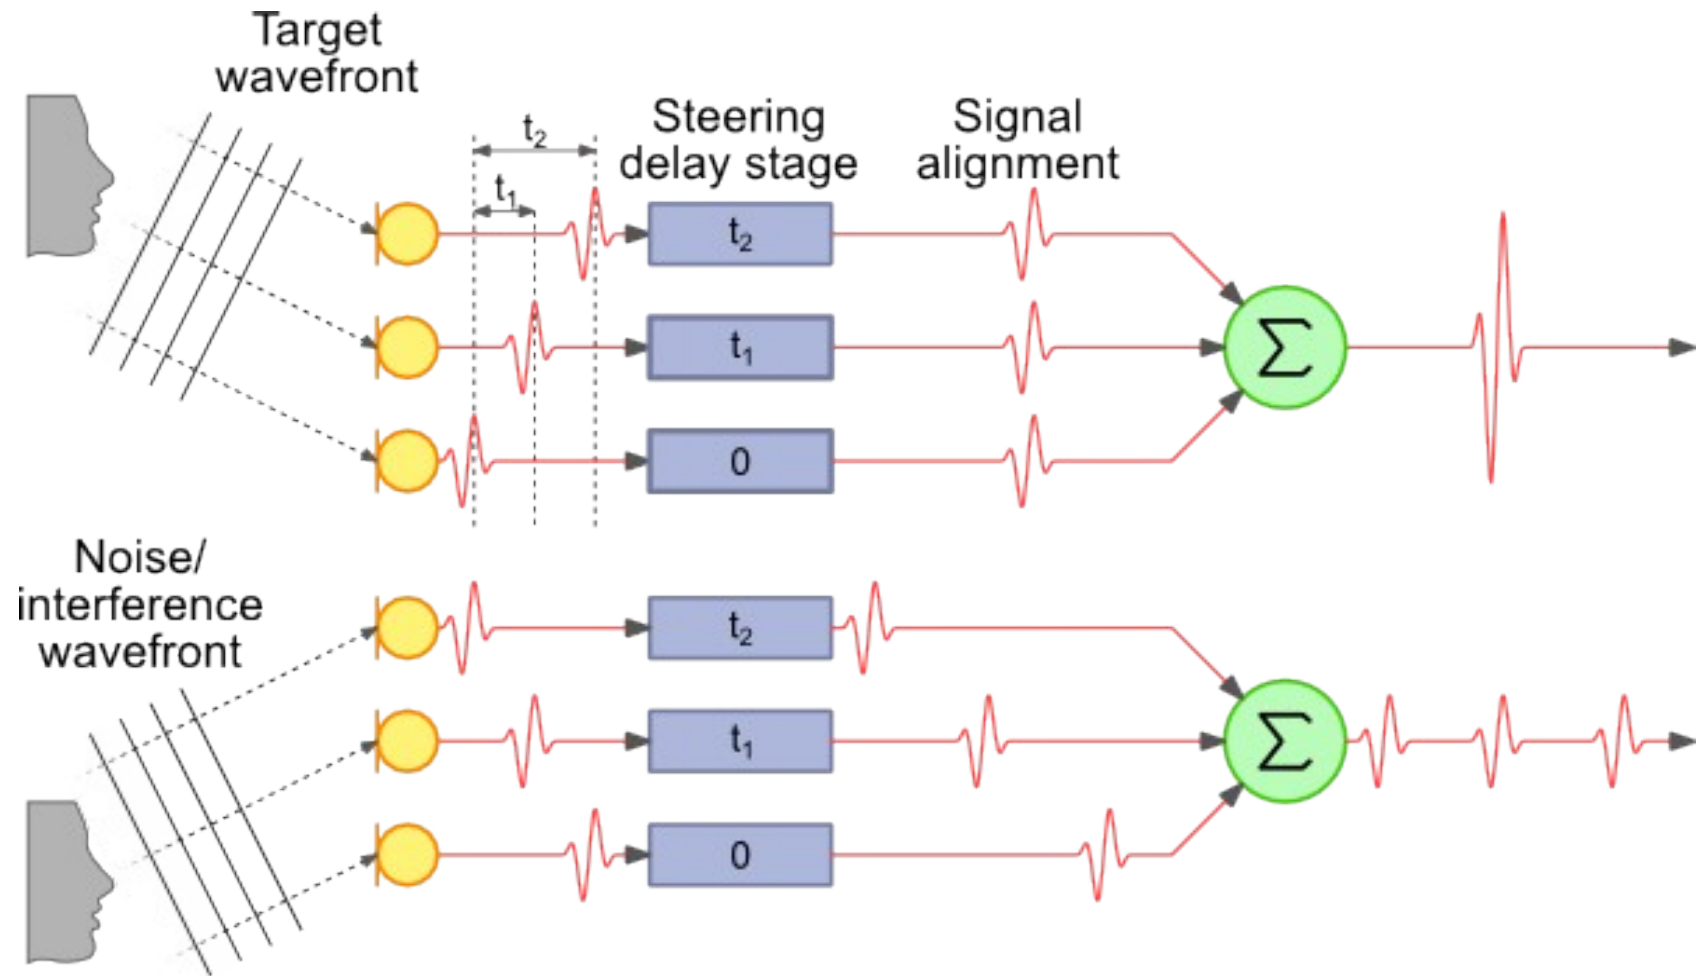 Target
wavefront
t₂
t₁
Steering
delay stage
Signal
alignment
t₂
t₁
0
Σ
Noise/
interference
wavefront
t₂
t₁
0
Σ